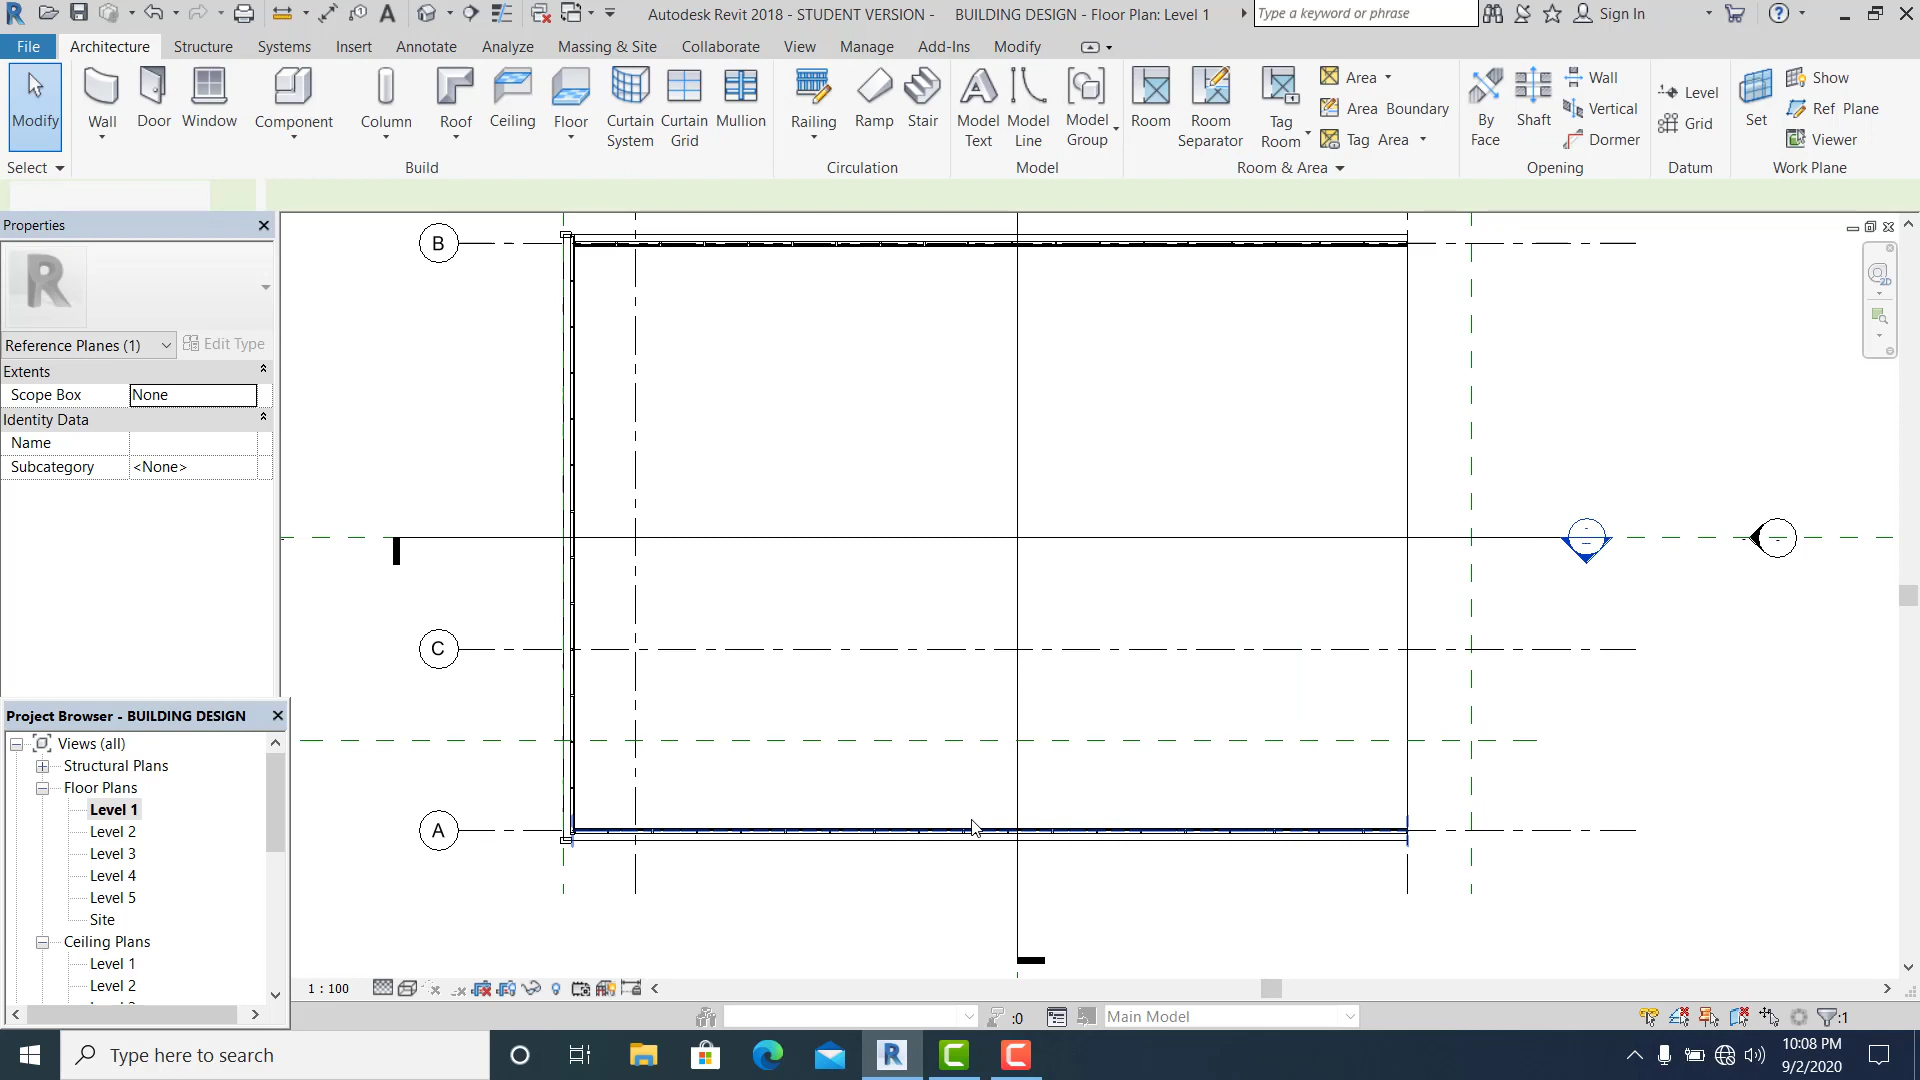 Autodesk Revit 2018 - STUDENT VERSION - BUILDING DESIGN - Floor Plan: Level 1
Type a keyword or phrase
Sign In
File Architecture Structure Systems Insert Annotate Analyze Massing & Site Collaborate View Manage Add-Ins Modify
Modify Wall Door Window Component Column Roof Ceiling Floor Curtain System Curtain Grid Mullion Railing Ramp Stair Model Text Model Line Model Group Room Room Separator Tag Room
Area
Area Boundary
Tag Area
By Face Shaft
Wall
Vertical
Dormer
Level
Grid
Set
Show
Ref Plane
Viewer
Select Build Circulation Model Room & Area Opening Datum Work Plane
Properties
R
Reference Planes (1) Edit Type
Extents
Scope Box None
Identity Data
Name
Subcategory <None>
Project Browser - BUILDING DESIGN
Views (all)
Structural Plans
Floor Plans
Level 1
Level 2
Level 3
Level 4
Level 5
Site
Ceiling Plans
Level 1
Level 2
B
C
A
2D
1 : 100
:0
Main Model
:1
Type here to search
10:08 PM
9/2/2020